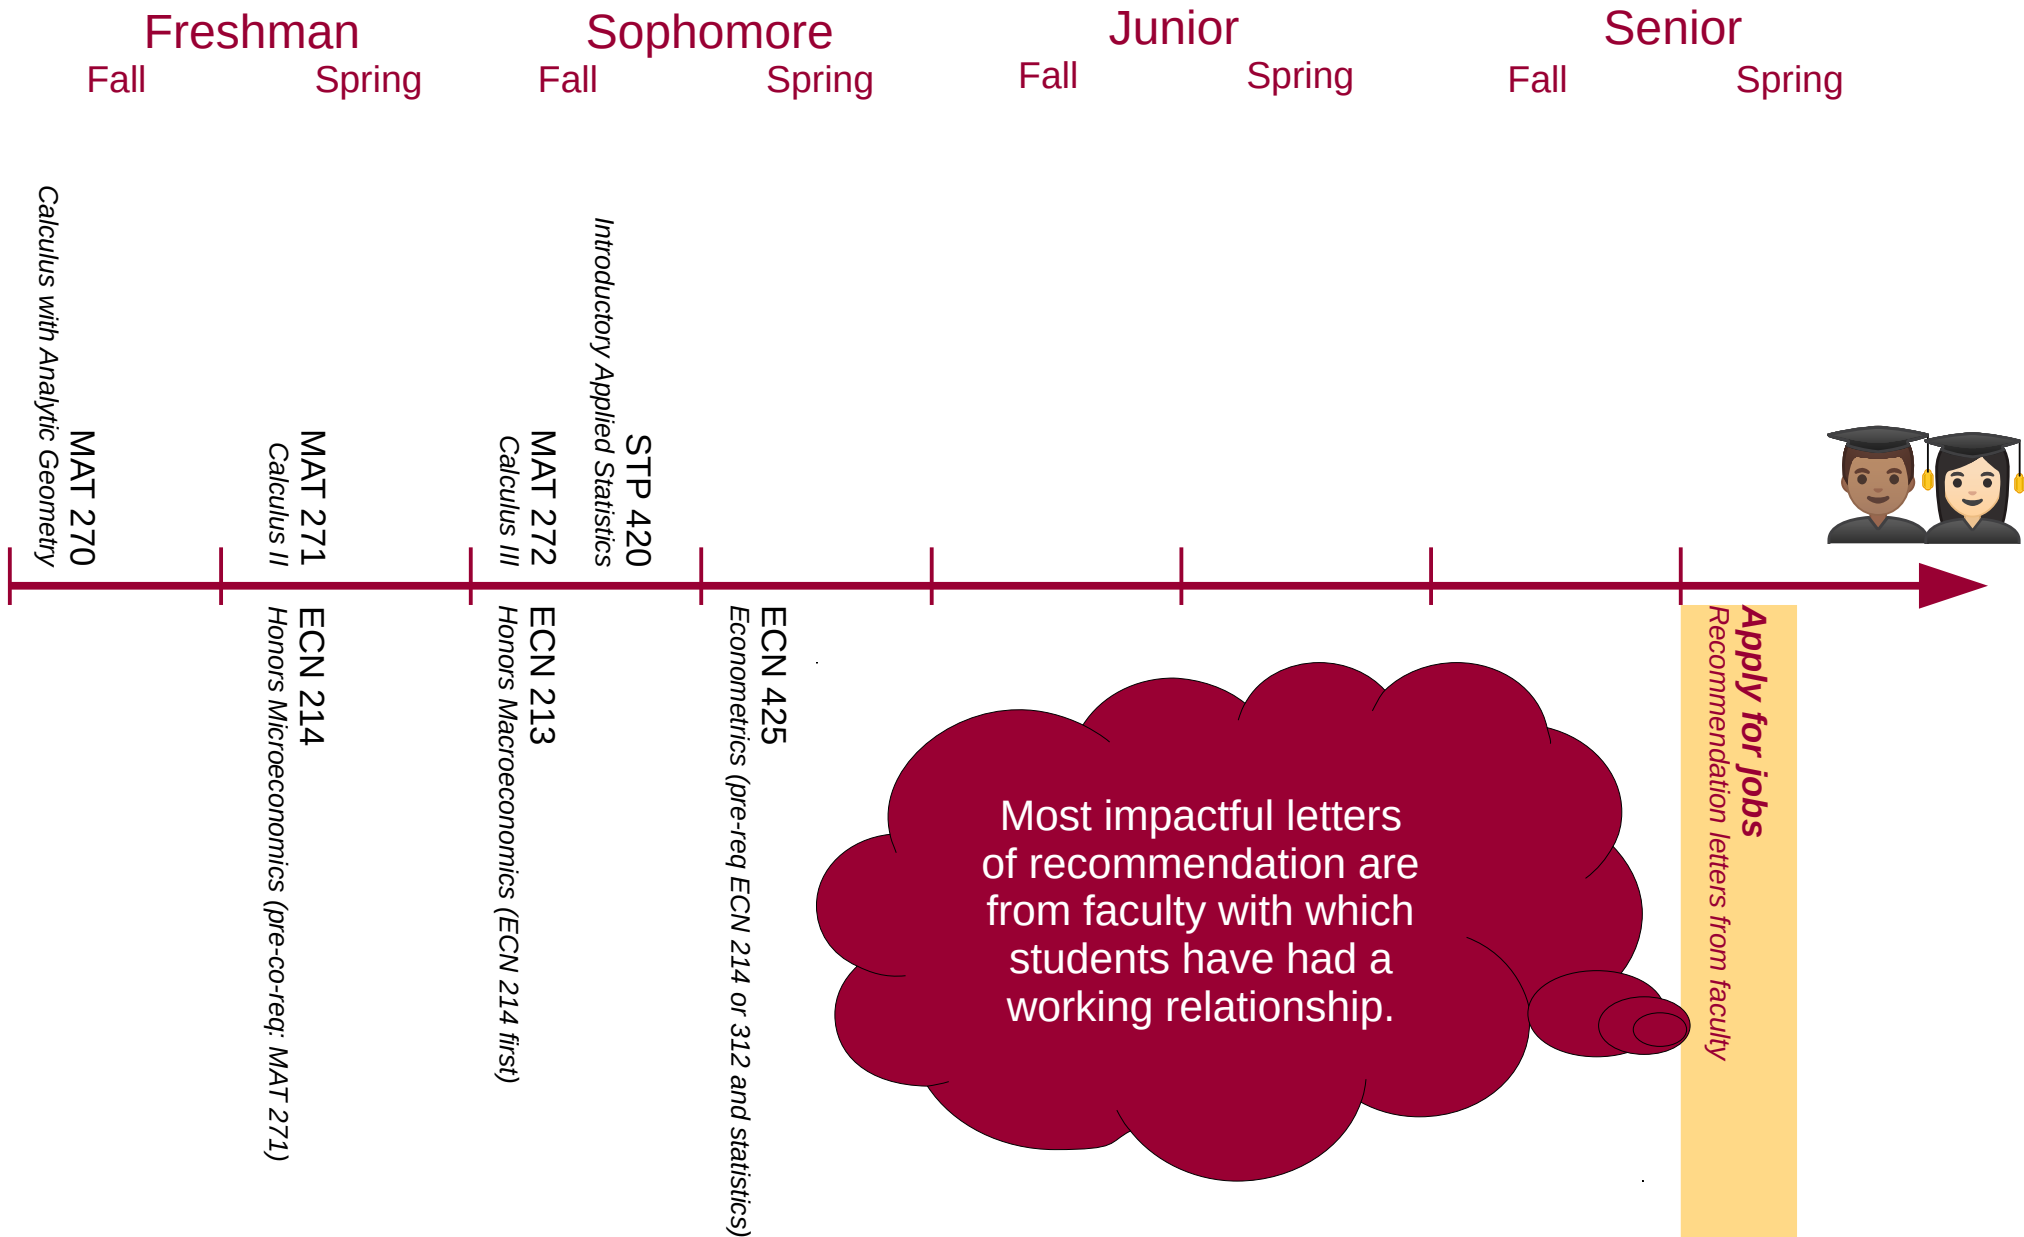 Freshman
Sophomore
Junior
Senior
Fall
Spring
Fall
Spring
Fall
Spring
Fall
Spring
MAT 270
Calculus with Analytic Geometry
MAT 271
Calculus II
MAT 272
Calculus III
STP 420
Introductory Applied Statistics
ECN 214
Honors Microeconomics (pre-co-req: MAT 271)
ECN 213
Honors Macroeconomics (ECN 214 first)
ECN 425
Econometrics (pre-req ECN 214 or 312 and statistics)
Most impactful letters
of recommendation are
from faculty with which
students have had a
working relationship.
Apply for jobs
Recommendation letters from faculty